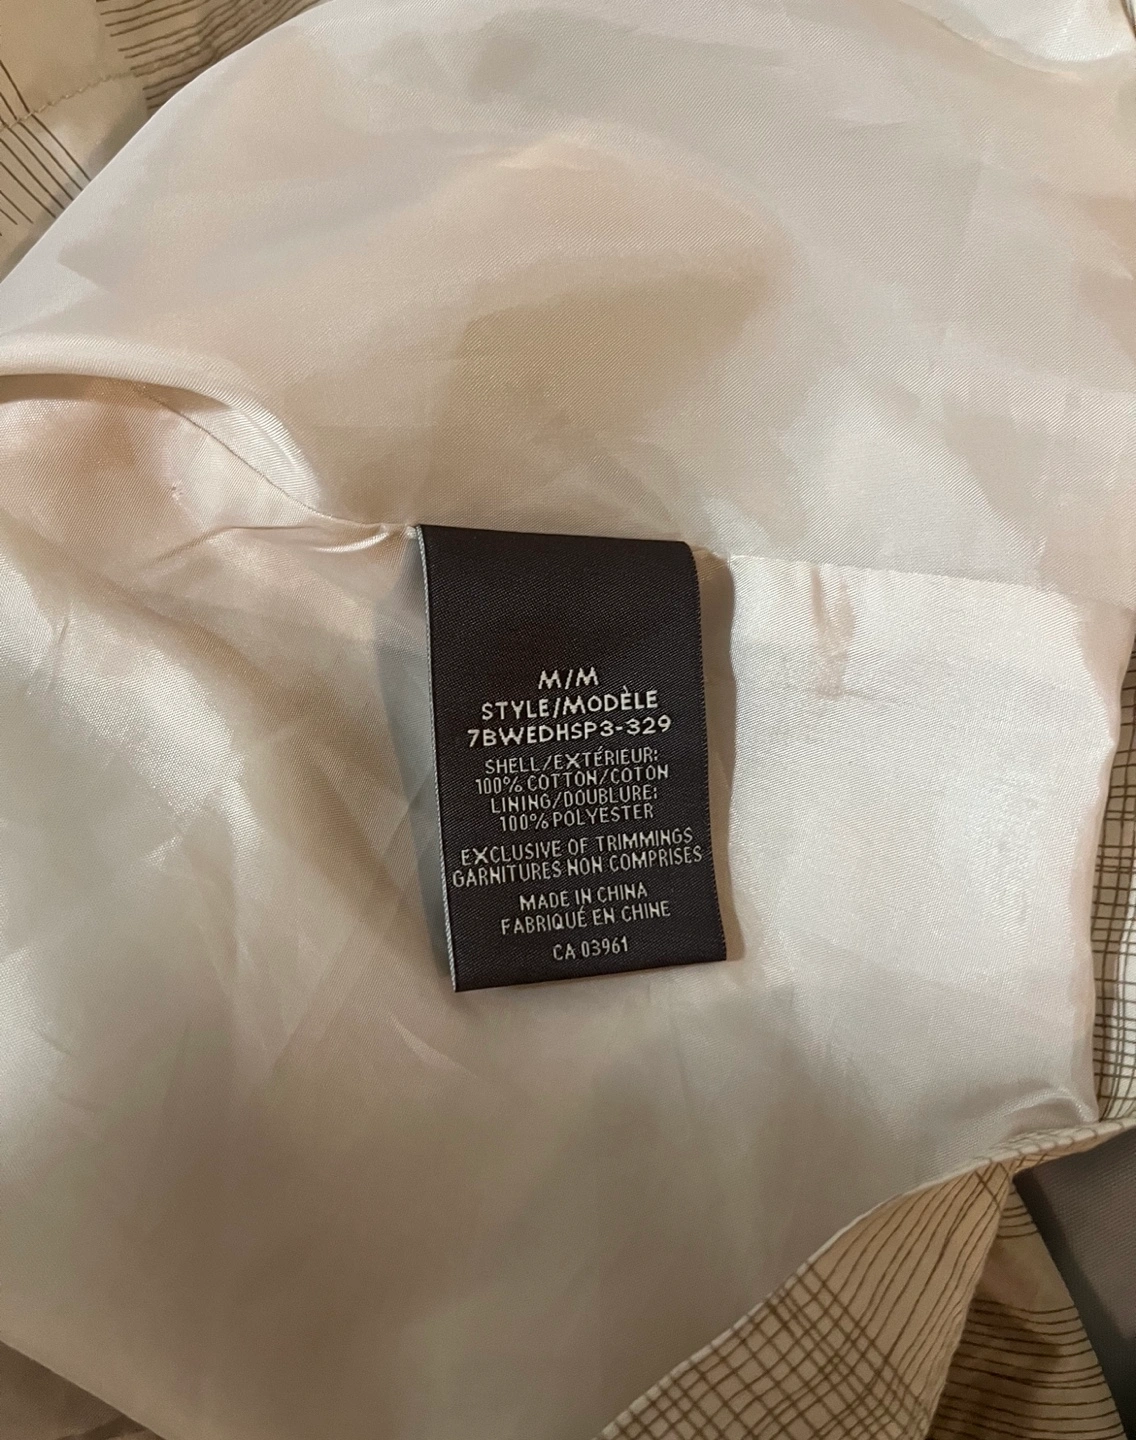 M/M
STYLE/MODÈLE
7BWEDHSP3-329
SHELL/EXTÉRIEUR:
100% COTTON/COTON
LINING/DOUBLURE:
100% POLYESTER
EXCLUSIVE OF TRIMMINGS
GARNITURES NON COMPRISES
MADE IN CHINA
FABRIQUÉ EN CHINE
CA 03961